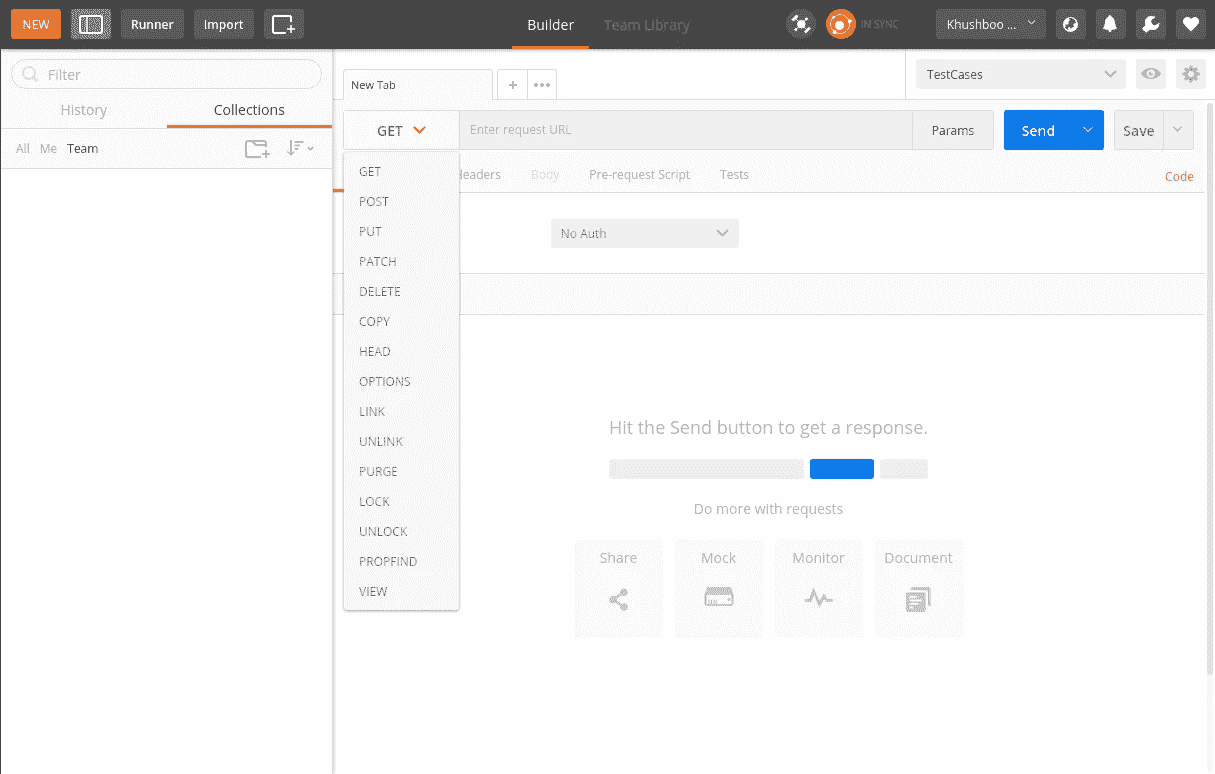 NEW Runner Import Builder Team Library IN SYNC Khushboo ...
Filter
History Collections
All Me Team
New Tab + ••• TestCases
GET Enter request URL Params Send Save
Headers Body Pre-request Script Tests Code
No Auth
GET
POST
PUT
PATCH
DELETE
COPY
HEAD
OPTIONS
LINK
UNLINK
PURGE
LOCK
UNLOCK
PROPFIND
VIEW
Hit the Send button to get a response.
Do more with requests
Share Mock Monitor Document